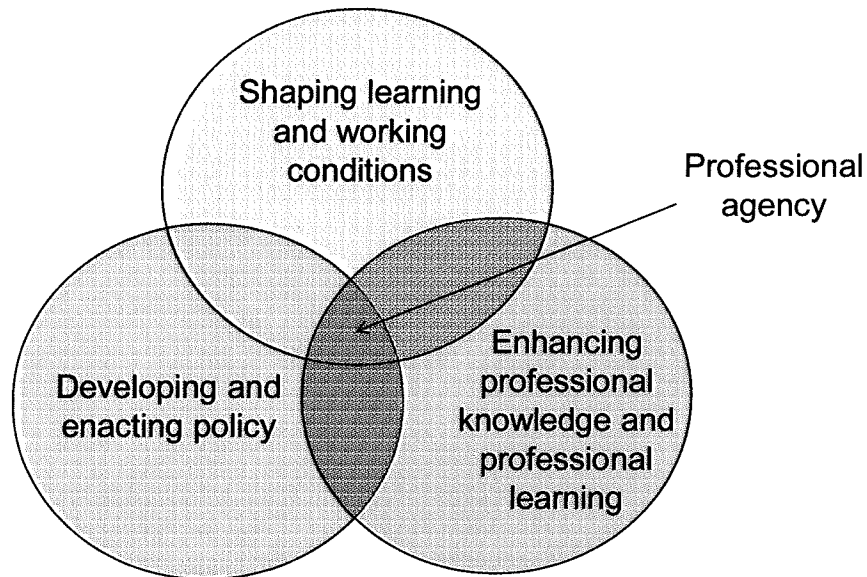 Shaping learning
and working
conditions
Professional
agency
Developing and
enacting policy
Enhancing
professional
knowledge and
professional
learning